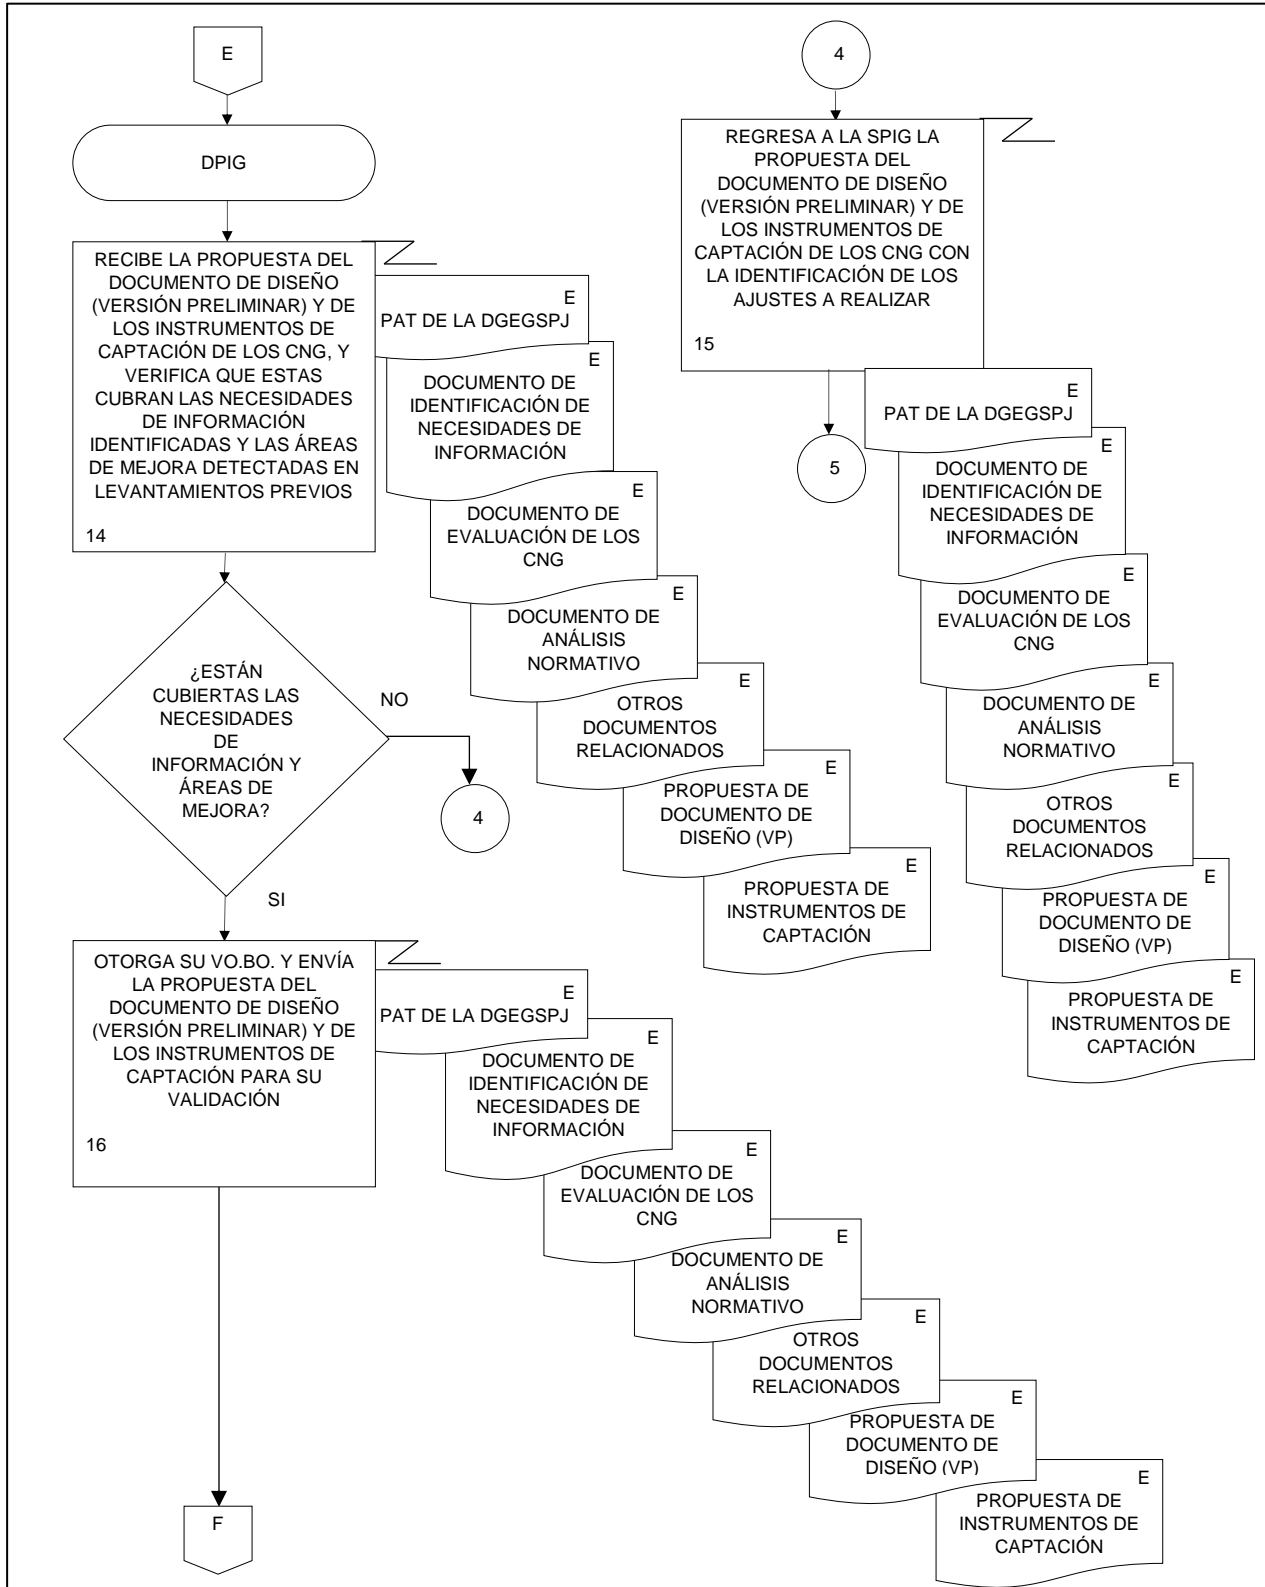 E
DPIG
RECIBE LA PROPUESTA DEL
DOCUMENTO DE DISEÑO
(VERSIÓN PRELIMINAR) Y DE
LOS INSTRUMENTOS DE
CAPTACIÓN DE LOS CNG, Y
VERIFICA QUE ESTAS
CUBRAN LAS NECESIDADES
DE INFORMACIÓN
IDENTIFICADAS Y LAS ÁREAS
DE MEJORA DETECTADAS EN
LEVANTAMIENTOS PREVIOS
14
E
PAT DE LA DGEGSPJ
E
DOCUMENTO DE
IDENTIFICACIÓN DE
NECESIDADES DE
INFORMACIÓN
E
DOCUMENTO DE
EVALUACIÓN DE LOS
CNG
E
DOCUMENTO DE
ANÁLISIS
NORMATIVO
E
OTROS
DOCUMENTOS
RELACIONADOS
E
PROPUESTA DE
DOCUMENTO DE
DISEÑO (VP)
E
PROPUESTA DE
INSTRUMENTOS DE
CAPTACIÓN
¿ESTÁN
CUBIERTAS LAS
NECESIDADES
DE
INFORMACIÓN Y
ÁREAS DE
MEJORA?
NO
4
SI
OTORGA SU VO.BO. Y ENVÍA
LA PROPUESTA DEL
DOCUMENTO DE DISEÑO
(VERSIÓN PRELIMINAR) Y DE
LOS INSTRUMENTOS DE
CAPTACIÓN PARA SU
VALIDACIÓN
16
E
PAT DE LA DGEGSPJ
E
DOCUMENTO DE
IDENTIFICACIÓN DE
NECESIDADES DE
INFORMACIÓN
E
DOCUMENTO DE
EVALUACIÓN DE LOS
CNG
E
DOCUMENTO DE
ANÁLISIS
NORMATIVO
E
OTROS
DOCUMENTOS
RELACIONADOS
E
PROPUESTA DE
DOCUMENTO DE
DISEÑO (VP)
E
PROPUESTA DE
INSTRUMENTOS DE
CAPTACIÓN
F
4
REGRESA A LA SPIG LA
PROPUESTA DEL
DOCUMENTO DE DISEÑO
(VERSIÓN PRELIMINAR) Y DE
LOS INSTRUMENTOS DE
CAPTACIÓN DE LOS CNG CON
LA IDENTIFICACIÓN DE LOS
AJUSTES A REALIZAR
15
5
E
PAT DE LA DGEGSPJ
E
DOCUMENTO DE
IDENTIFICACIÓN DE
NECESIDADES DE
INFORMACIÓN
E
DOCUMENTO DE
EVALUACIÓN DE LOS
CNG
E
DOCUMENTO DE
ANÁLISIS
NORMATIVO
E
OTROS
DOCUMENTOS
RELACIONADOS
E
PROPUESTA DE
DOCUMENTO DE
DISEÑO (VP)
E
PROPUESTA DE
INSTRUMENTOS DE
CAPTACIÓN